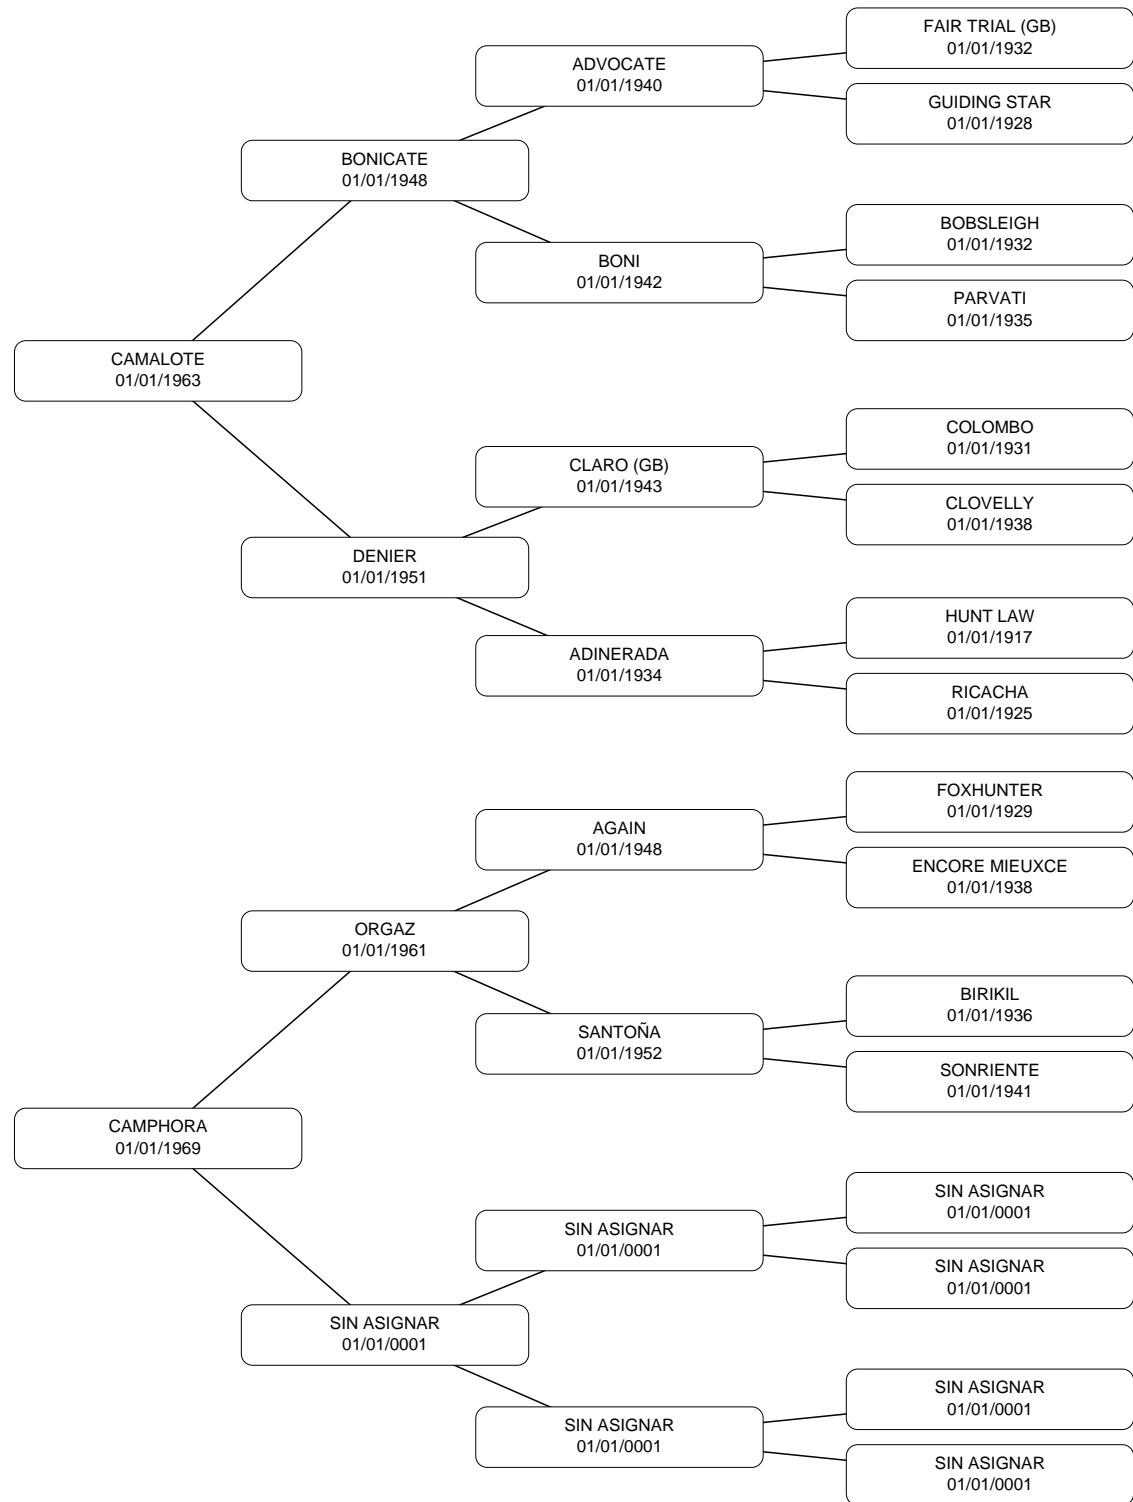 FAIR TRIAL (GB)
01/01/1932
ADVOCATE
01/01/1940
GUIDING STAR
01/01/1928
BONICATE
01/01/1948
BOBSLEIGH
01/01/1932
BONI
01/01/1942
PARVATI
01/01/1935
CAMALOTE
01/01/1963
COLOMBO
01/01/1931
CLARO (GB)
01/01/1943
CLOVELLY
01/01/1938
DENIER
01/01/1951
HUNT LAW
01/01/1917
ADINERADA
01/01/1934
RICACHA
01/01/1925
FOXHUNTER
01/01/1929
AGAIN
01/01/1948
ENCORE MIEUXCE
01/01/1938
ORGAZ
01/01/1961
BIRIKIL
01/01/1936
SANTOÑA
01/01/1952
SONRIENTE
01/01/1941
CAMPHORA
01/01/1969
SIN ASIGNAR
01/01/0001
SIN ASIGNAR
01/01/0001
SIN ASIGNAR
01/01/0001
SIN ASIGNAR
01/01/0001
SIN ASIGNAR
01/01/0001
SIN ASIGNAR
01/01/0001
SIN ASIGNAR
01/01/0001